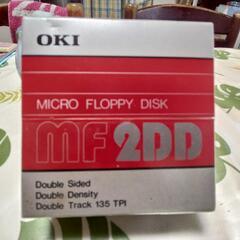 OKI
MICRO FLOPPY DISK
MF2DD
Double Sided
Double Density
Double Track 135 TPI